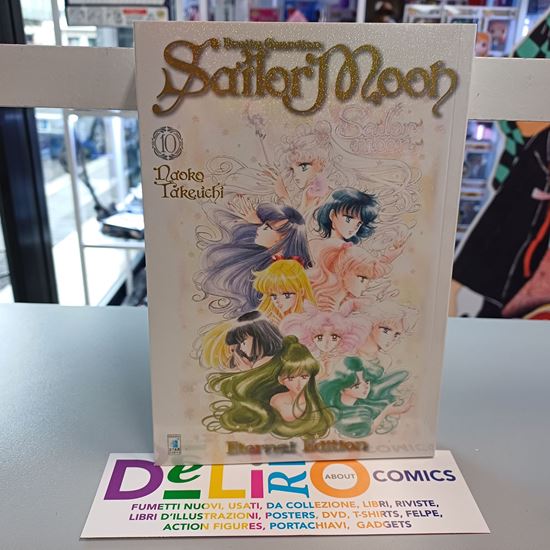 Pretty Guardian
Sailor Moon
Sailor
moon
10
Naoko
Takeuchi
Eternal Edition
DeLiRiO
ABOUT
COMICS
FUMETTI NUOVI, USATI, DA COLLEZIONE, LIBRI, RIVISTE,
LIBRI D'ILLUSTRAZIONI, POSTERS, DVD, T-SHIRTS, FELPE,
ACTION FIGURES, PORTACHIAVI, GADGETS